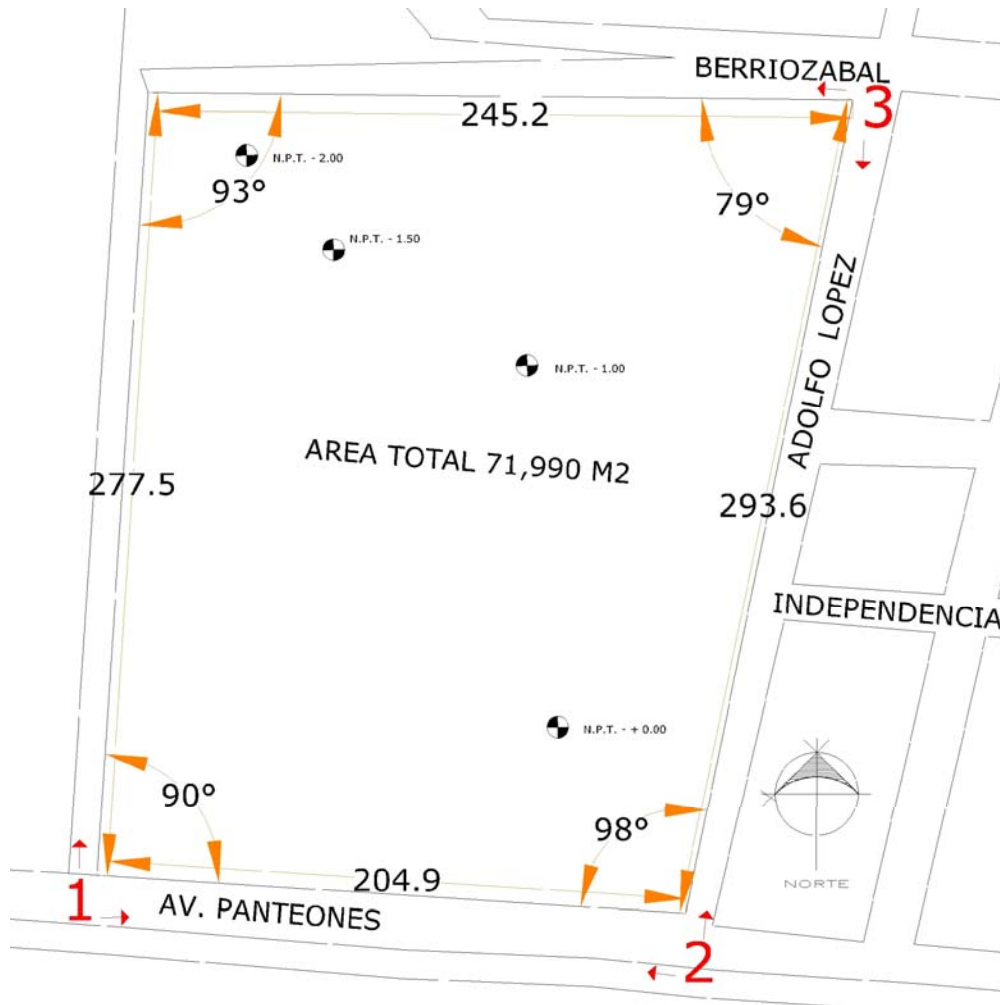 BERRIOZABAL
3
245.2
N.P.T. - 2.00
93°
79°
N.P.T. - 1.50
ADOLFO LOPEZ
N.P.T. - 1.00
AREA TOTAL 71,990 M2
277.5
293.6
INDEPENDENCIA
N.P.T. - + 0.00
90°
98°
204.9
NORTE
1
AV. PANTEONES
2